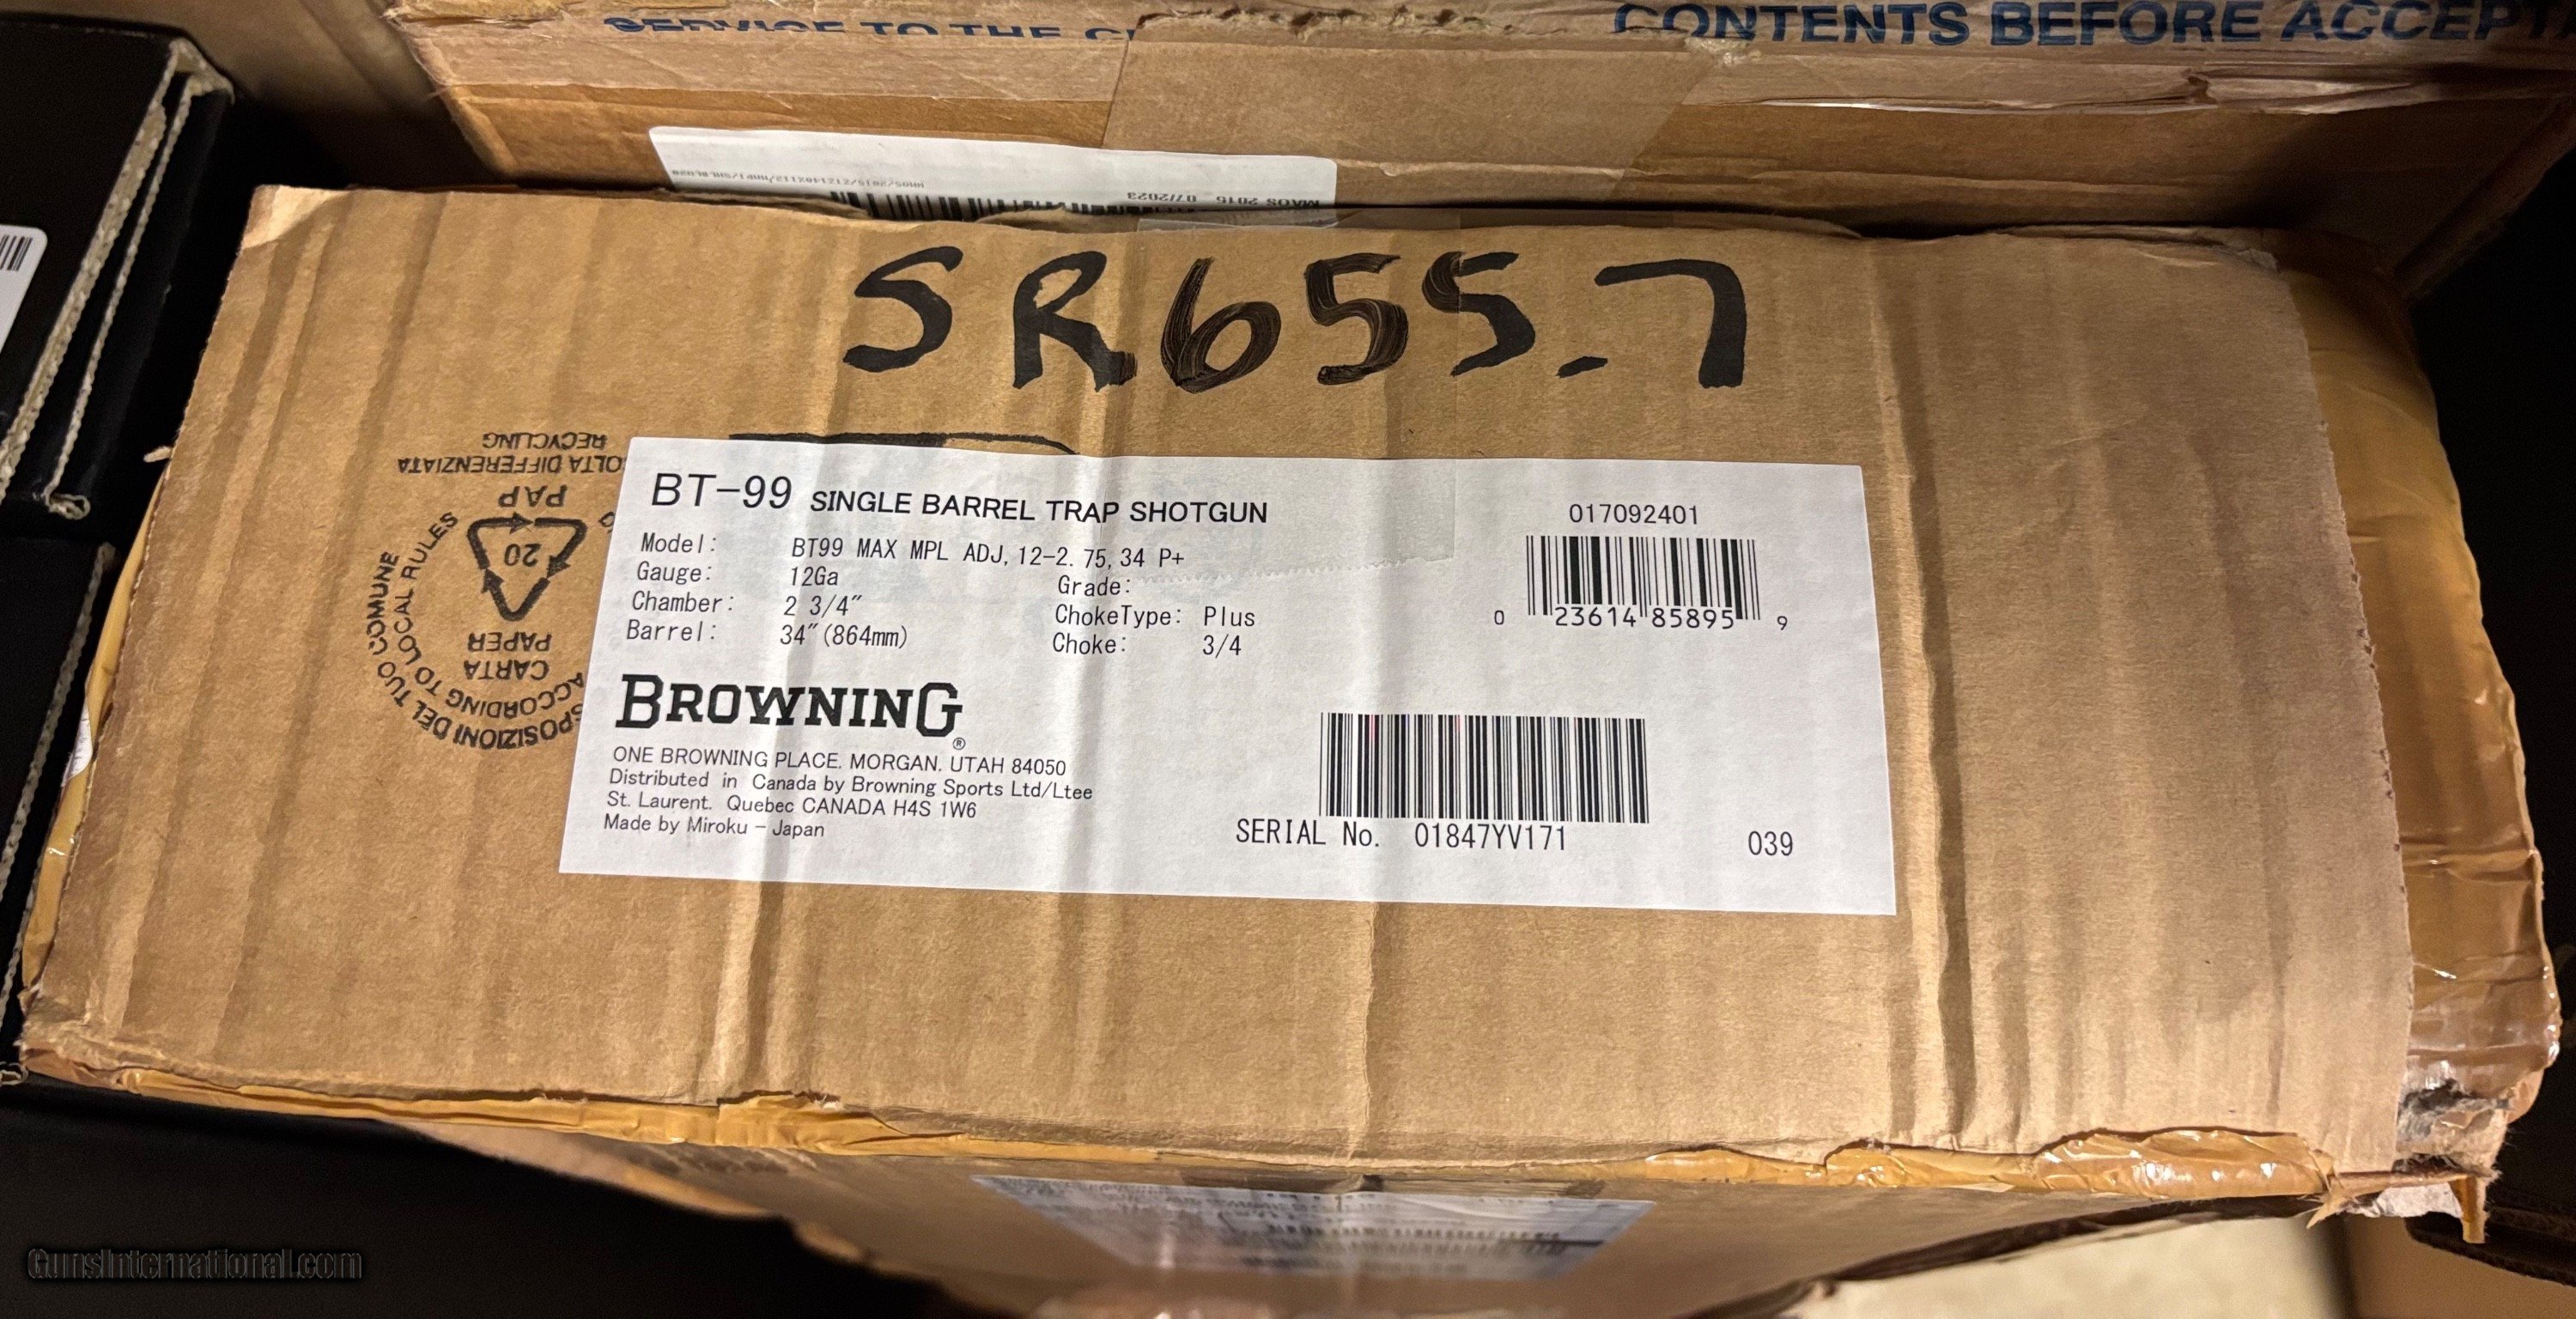 CONTENTS BEFORE
MAOS 2016 07/2023
SR655.7
RECYCLING
DIFFERENZIATA
PAP
20
PAPER
CARTA
TUO COMUNE
ACCORDING TO LOCAL RULES
DEL
BT-99 SINGLE BARREL TRAP SHOTGUN
Model: BT99 MAX MPL ADJ, 12-2.75, 34 P+
Gauge: 12Ga Grade:
Chamber: 2 3/4" ChokeType: Plus
Barrel: 34"(864mm) Choke: 3/4
017092401
0 23614 85895 9
BROWNING®
ONE BROWNING PLACE. MORGAN. UTAH 84050
Distributed in Canada by Browning Sports Ltd/Ltee
St. Laurent. Quebec CANADA H4S 1W6
Made by Miroku - Japan
SERIAL No. 01847YV171 039
GunsInternational.com